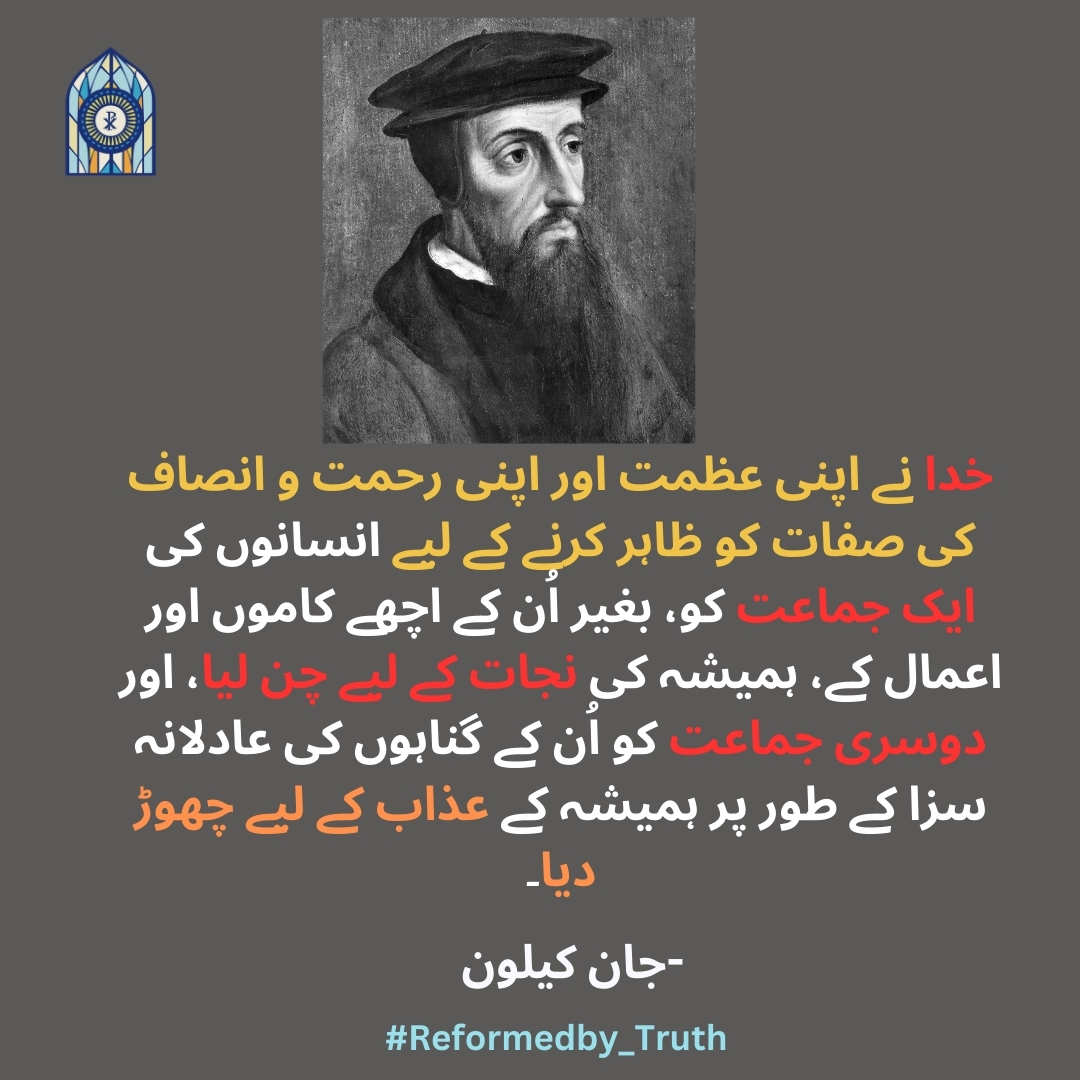 خدا نے اپنی عظمت اور اپنی رحمت و انصاف
کی صفات کو ظاہر کرنے کے لیے انسانوں کی
ایک جماعت کو، بغیر اُن کے اچھے کاموں اور
اعمال کے، ہمیشہ کی نجات کے لیے چن لیا، اور
دوسری جماعت کو اُن کے گناہوں کی عادلانہ
سزا کے طور پر ہمیشہ کے عذاب کے لیے چھوڑ
دیا۔
-جان کیلون
#Reformedby_Truth